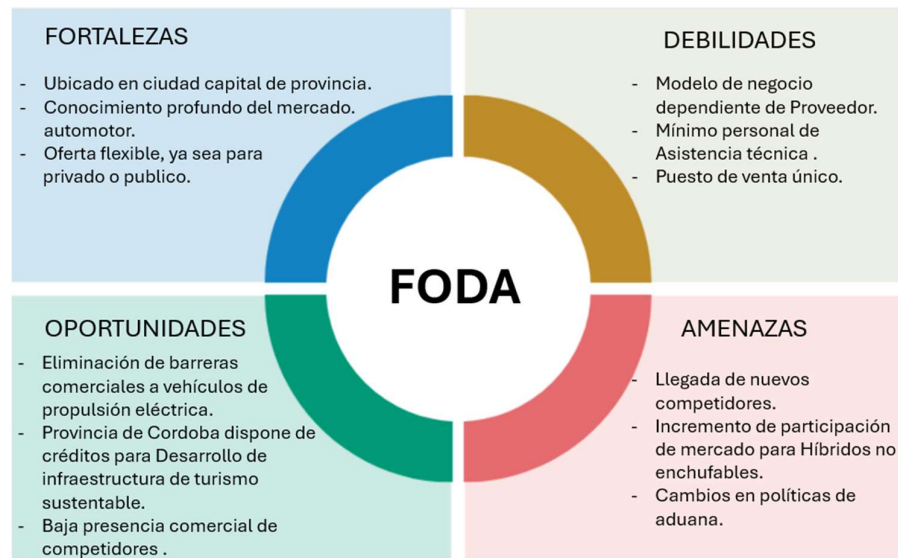 FORTALEZAS
- Ubicado en ciudad capital de provincia.
- Conocimiento profundo del mercado.
automotor.
- Oferta flexible, ya sea para
privado o publico.
DEBILIDADES
- Modelo de negocio
dependiente de Proveedor.
- Mínimo personal de
Asistencia técnica .
- Puesto de venta único.
FODA
OPORTUNIDADES
- Eliminación de barreras
comerciales a vehículos de
propulsión eléctrica.
- Provincia de Cordoba dispone de
créditos para Desarrollo de
infraestructura de turismo
sustentable.
- Baja presencia comercial de
competidores .
AMENAZAS
- Llegada de nuevos
competidores.
- Incremento de participación
de mercado para Híbridos no
enchufables.
- Cambios en políticas de
aduana.